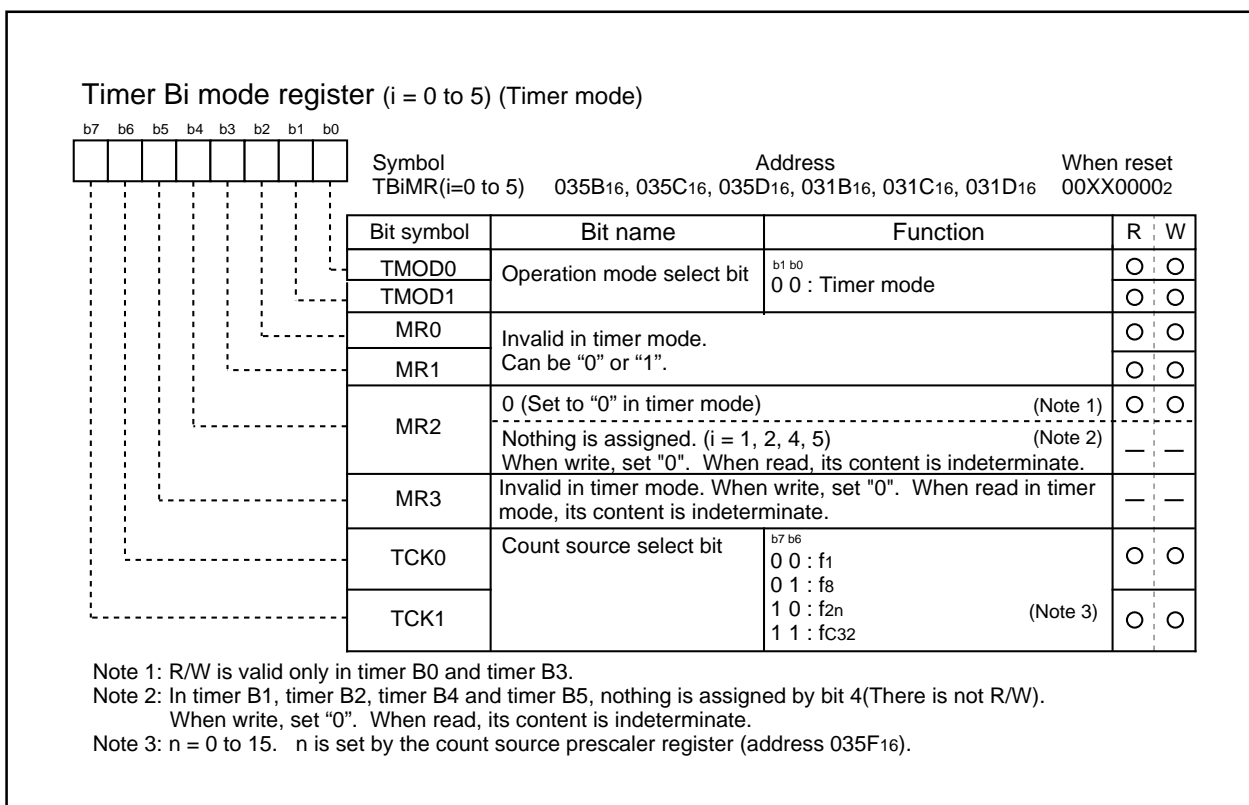 Timer Bi mode register (i = 0 to 5) (Timer mode)
b7 b6 b5 b4 b3 b2 b1 b0
Symbol Address When reset
TBiMR(i=0 to 5) 035B16, 035C16, 035D16, 031B16, 031C16, 031D16 00XX00002
Bit symbol Bit name Function R W
TMOD0 Operation mode select bit b1 b0
0 0 : Timer mode
TMOD1
MR0 Invalid in timer mode.
Can be “0” or “1”.
MR1
MR2 0 (Set to “0” in timer mode) (Note 1)
Nothing is assigned. (i = 1, 2, 4, 5) (Note 2)
When write, set "0". When read, its content is indeterminate.
MR3 Invalid in timer mode. When write, set "0". When read in timer
mode, its content is indeterminate.
TCK0 Count source select bit b7 b6
0 0 : f1
0 1 : f8
TCK1 1 0 : f2n (Note 3)
1 1 : fC32
Note 1: R/W is valid only in timer B0 and timer B3.
Note 2: In timer B1, timer B2, timer B4 and timer B5, nothing is assigned by bit 4(There is not R/W).
When write, set “0”. When read, its content is indeterminate.
Note 3: n = 0 to 15. n is set by the count source prescaler register (address 035F16).